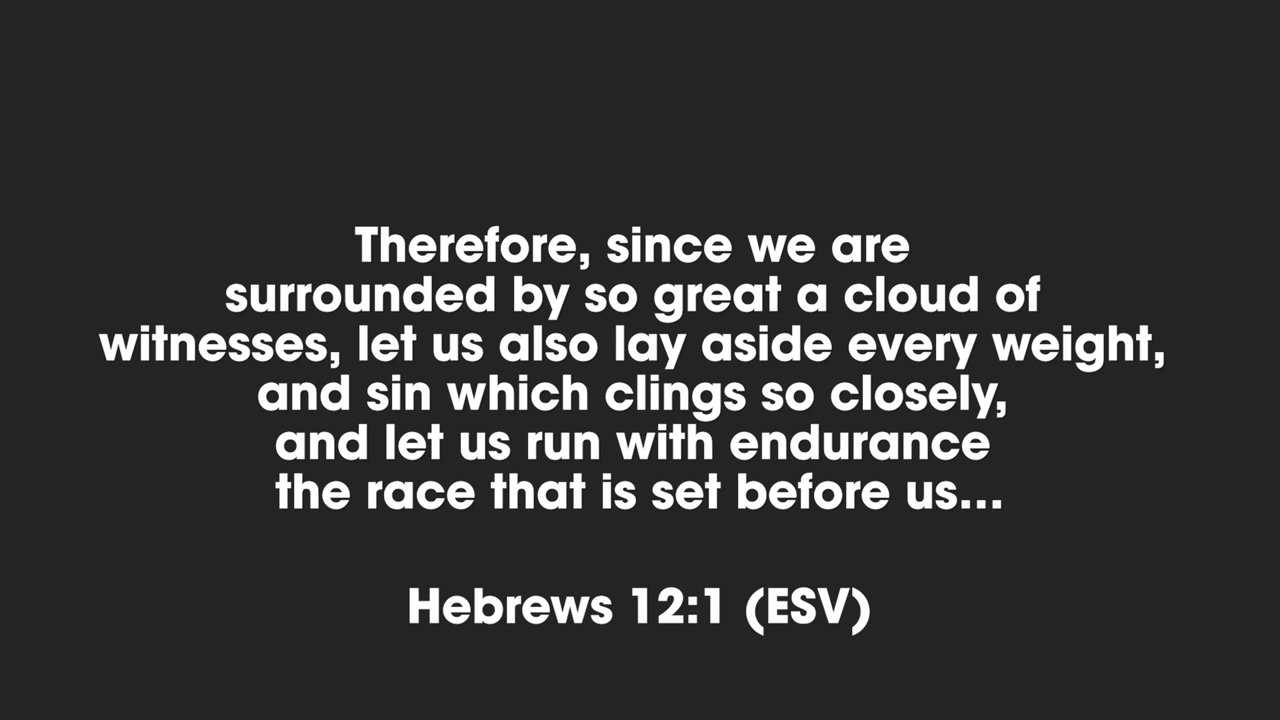 Therefore, since we are
surrounded by so great a cloud of
witnesses, let us also lay aside every weight,
and sin which clings so closely,
and let us run with endurance
the race that is set before us...
Hebrews 12:1 (ESV)